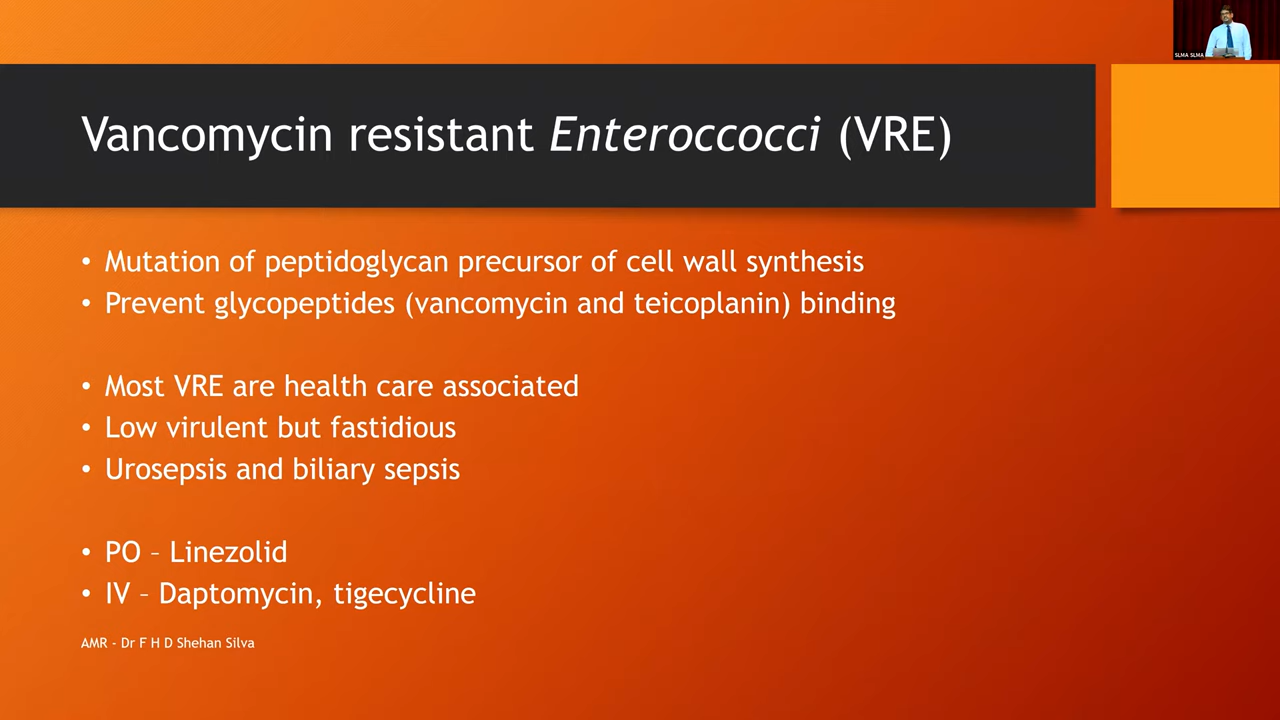 SLMA SLMA
Vancomycin resistant Enteroccocci (VRE)
• Mutation of peptidoglycan precursor of cell wall synthesis
• Prevent glycopeptides (vancomycin and teicoplanin) binding
• Most VRE are health care associated
• Low virulent but fastidious
• Urosepsis and biliary sepsis
• PO – Linezolid
• IV – Daptomycin, tigecycline
AMR - Dr F H D Shehan Silva